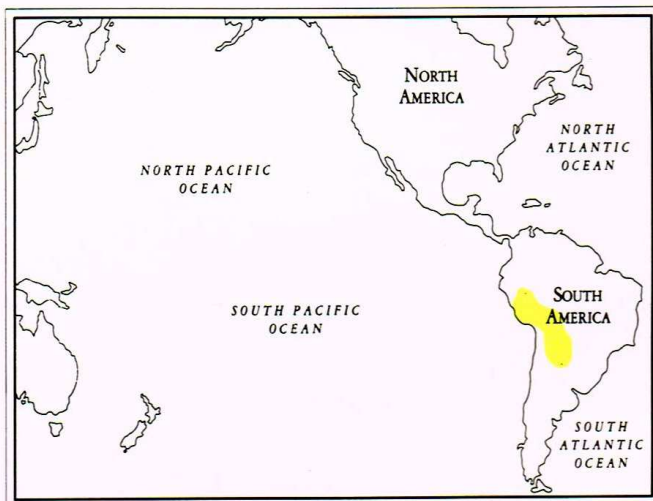 NORTH
AMERICA
NORTH
ATLANTIC
OCEAN
NORTH PACIFIC
OCEAN
SOUTH PACIFIC
OCEAN
SOUTH
AMERICA
SOUTH
ATLANTIC
OCEAN